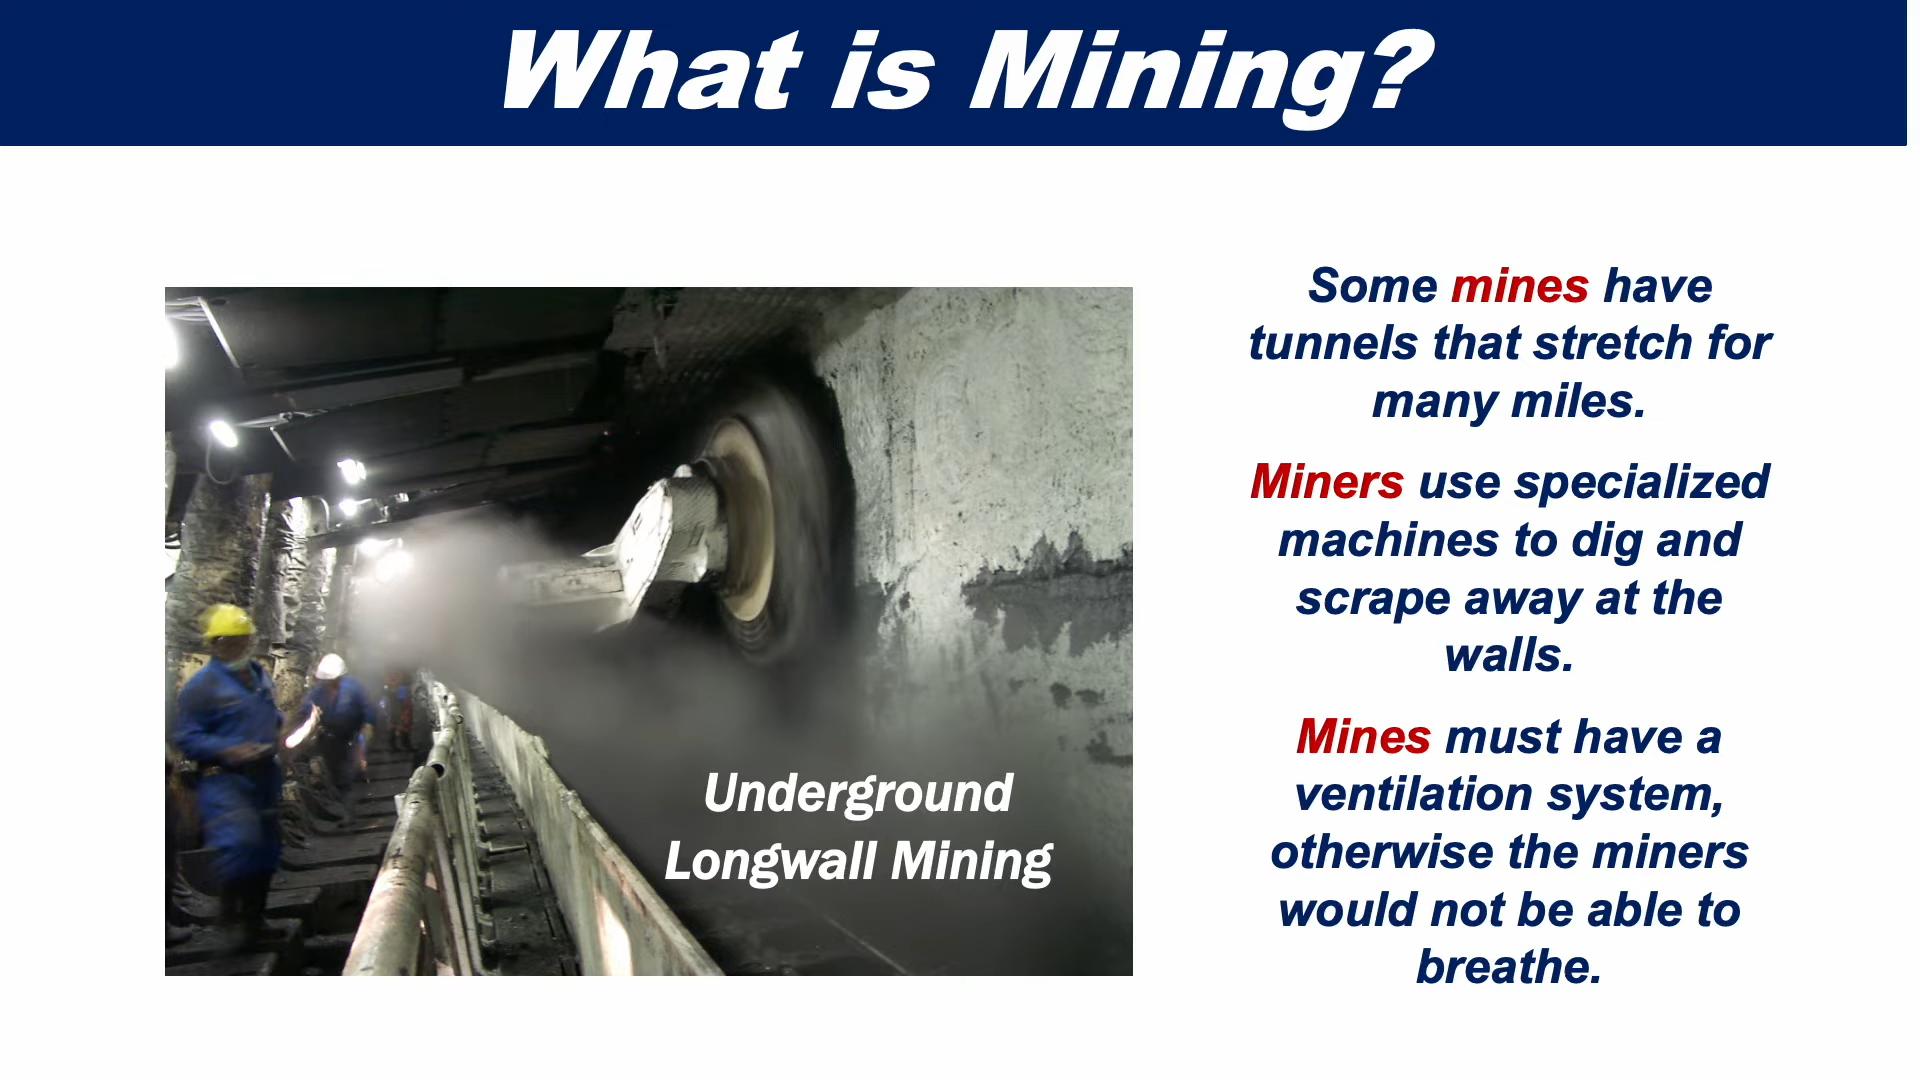 What is Mining?
Underground
Longwall Mining
Some mines have
tunnels that stretch for
many miles.
Miners use specialized
machines to dig and
scrape away at the
walls.
Mines must have a
ventilation system,
otherwise the miners
would not be able to
breathe.